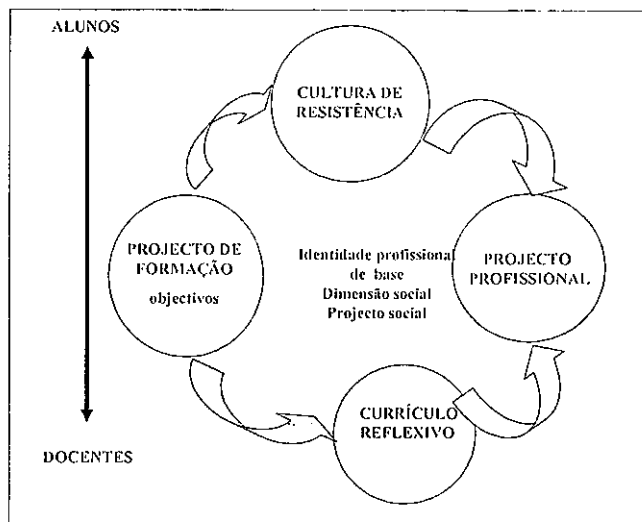 ALUNOS
CULTURA DE
RESISTÊNCIA
PROJECTO DE
FORMAÇÃO
objectivos
Identidade profissional
de base
Dimensão social
Projecto social
PROJECTO
PROFISSIONAL
CURRÍCULO
REFLEXIVO
DOCENTES